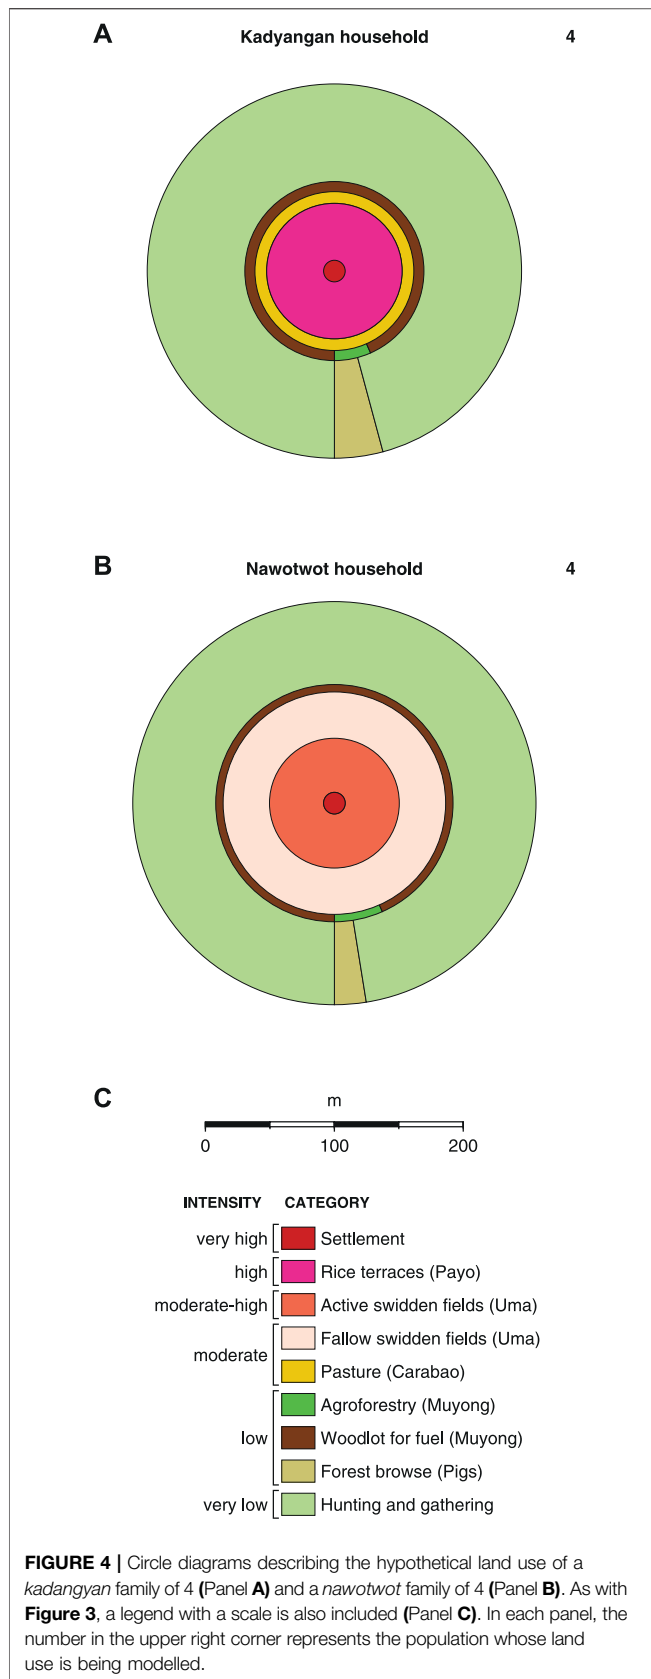 A
Kadyangan household
4
B
Nawotwot household
4
C
m
0 100 200
INTENSITY CATEGORY
very high Settlement
high Rice terraces (Payo)
moderate-high Active swidden fields (Uma)
Fallow swidden fields (Uma)
moderate
Pasture (Carabao)
Agroforestry (Muyong)
low Woodlot for fuel (Muyong)
Forest browse (Pigs)
very low Hunting and gathering
FIGURE 4 | Circle diagrams describing the hypothetical land use of a
kadangyan family of 4 (Panel A) and a nawotwot family of 4 (Panel B). As with
Figure 3, a legend with a scale is also included (Panel C). In each panel, the
number in the upper right corner represents the population whose land
use is being modelled.